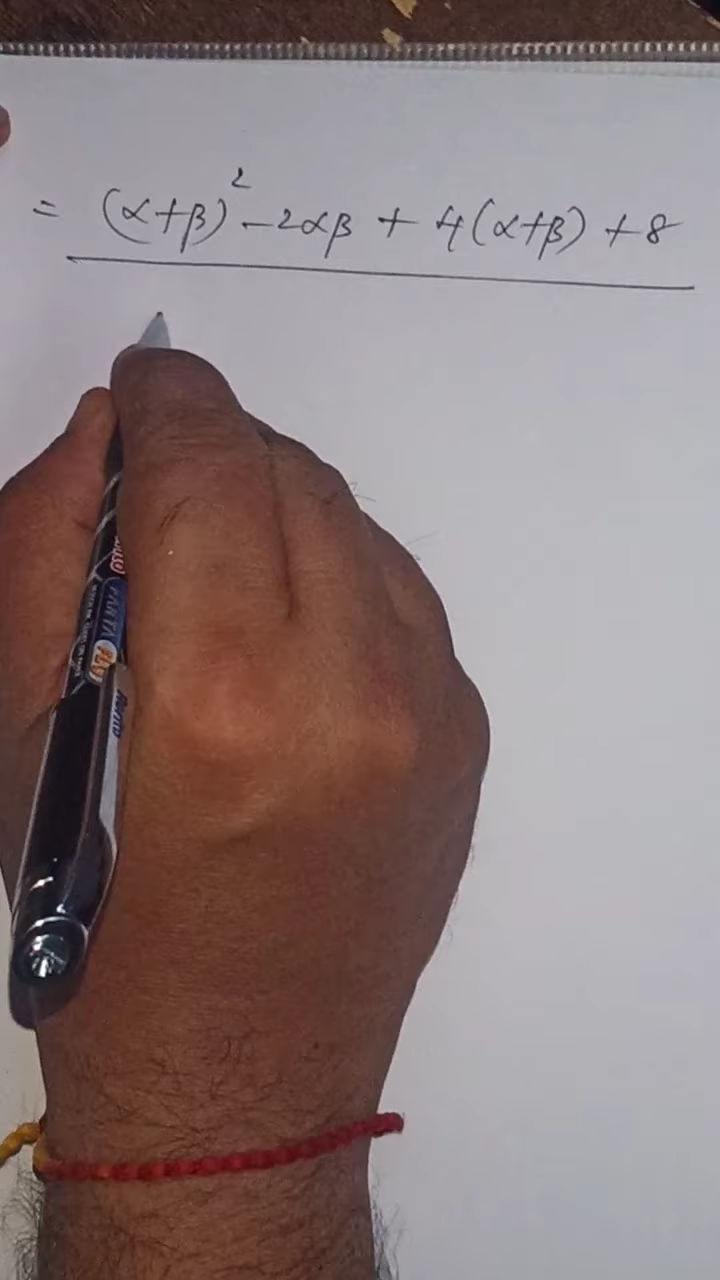 = (α+β)² - 2αβ + 4(α+β) + 8